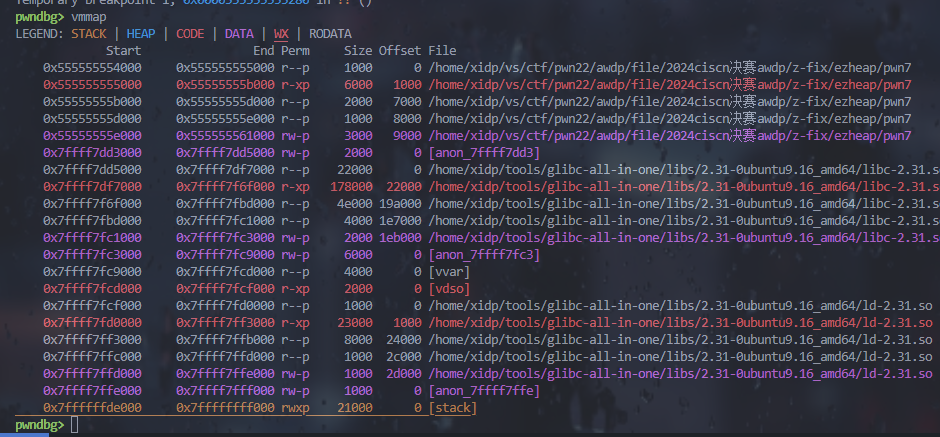 pwndbg> vmmap
LEGEND: STACK | HEAP | CODE | DATA | WX | RODATA
Start End Perm Size Offset File
0x555555554000 0x555555555000 r--p 1000 0 /home/xidp/vs/ctf/pwn22/awdp/file/2024ciscn决赛awdp/z-fix/ezheap/pwn7
0x555555555000 0x55555555b000 r-xp 6000 1000 /home/xidp/vs/ctf/pwn22/awdp/file/2024ciscn决赛awdp/z-fix/ezheap/pwn7
0x55555555b000 0x55555555d000 r--p 2000 7000 /home/xidp/vs/ctf/pwn22/awdp/file/2024ciscn决赛awdp/z-fix/ezheap/pwn7
0x55555555d000 0x55555555e000 r--p 1000 8000 /home/xidp/vs/ctf/pwn22/awdp/file/2024ciscn决赛awdp/z-fix/ezheap/pwn7
0x55555555e000 0x555555561000 rw-p 3000 9000 /home/xidp/vs/ctf/pwn22/awdp/file/2024ciscn决赛awdp/z-fix/ezheap/pwn7
0x7ffff7dd3000 0x7ffff7dd5000 rw-p 2000 0 [anon_7ffff7dd3]
0x7ffff7dd5000 0x7ffff7df7000 r--p 22000 0 /home/xidp/tools/glibc-all-in-one/libs/2.31-0ubuntu9.16_amd64/libc-2.31.s
0x7ffff7df7000 0x7ffff7f6f000 r-xp 178000 22000 /home/xidp/tools/glibc-all-in-one/libs/2.31-0ubuntu9.16_amd64/libc-2.31.s
0x7ffff7f6f000 0x7ffff7fbd000 r--p 4e000 19a000 /home/xidp/tools/glibc-all-in-one/libs/2.31-0ubuntu9.16_amd64/libc-2.31.s
0x7ffff7fbd000 0x7ffff7fc1000 r--p 4000 1e7000 /home/xidp/tools/glibc-all-in-one/libs/2.31-0ubuntu9.16_amd64/libc-2.31.s
0x7ffff7fc1000 0x7ffff7fc3000 rw-p 2000 1eb000 /home/xidp/tools/glibc-all-in-one/libs/2.31-0ubuntu9.16_amd64/libc-2.31.s
0x7ffff7fc3000 0x7ffff7fc9000 rw-p 6000 0 [anon_7ffff7fc3]
0x7ffff7fc9000 0x7ffff7fcd000 r--p 4000 0 [vvar]
0x7ffff7fcd000 0x7ffff7fcf000 r-xp 2000 0 [vdso]
0x7ffff7fcf000 0x7ffff7fd0000 r--p 1000 0 /home/xidp/tools/glibc-all-in-one/libs/2.31-0ubuntu9.16_amd64/ld-2.31.so
0x7ffff7fd0000 0x7ffff7ff3000 r-xp 23000 1000 /home/xidp/tools/glibc-all-in-one/libs/2.31-0ubuntu9.16_amd64/ld-2.31.so
0x7ffff7ff3000 0x7ffff7ffb000 r--p 8000 24000 /home/xidp/tools/glibc-all-in-one/libs/2.31-0ubuntu9.16_amd64/ld-2.31.so
0x7ffff7ffc000 0x7ffff7ffd000 r--p 1000 2c000 /home/xidp/tools/glibc-all-in-one/libs/2.31-0ubuntu9.16_amd64/ld-2.31.so
0x7ffff7ffd000 0x7ffff7ffe000 rw-p 1000 2d000 /home/xidp/tools/glibc-all-in-one/libs/2.31-0ubuntu9.16_amd64/ld-2.31.so
0x7ffff7ffe000 0x7ffff7fff000 rw-p 1000 0 [anon_7ffff7ffe]
0x7ffffffde000 0x7ffffffff000 rwxp 21000 0 [stack]
pwndbg>